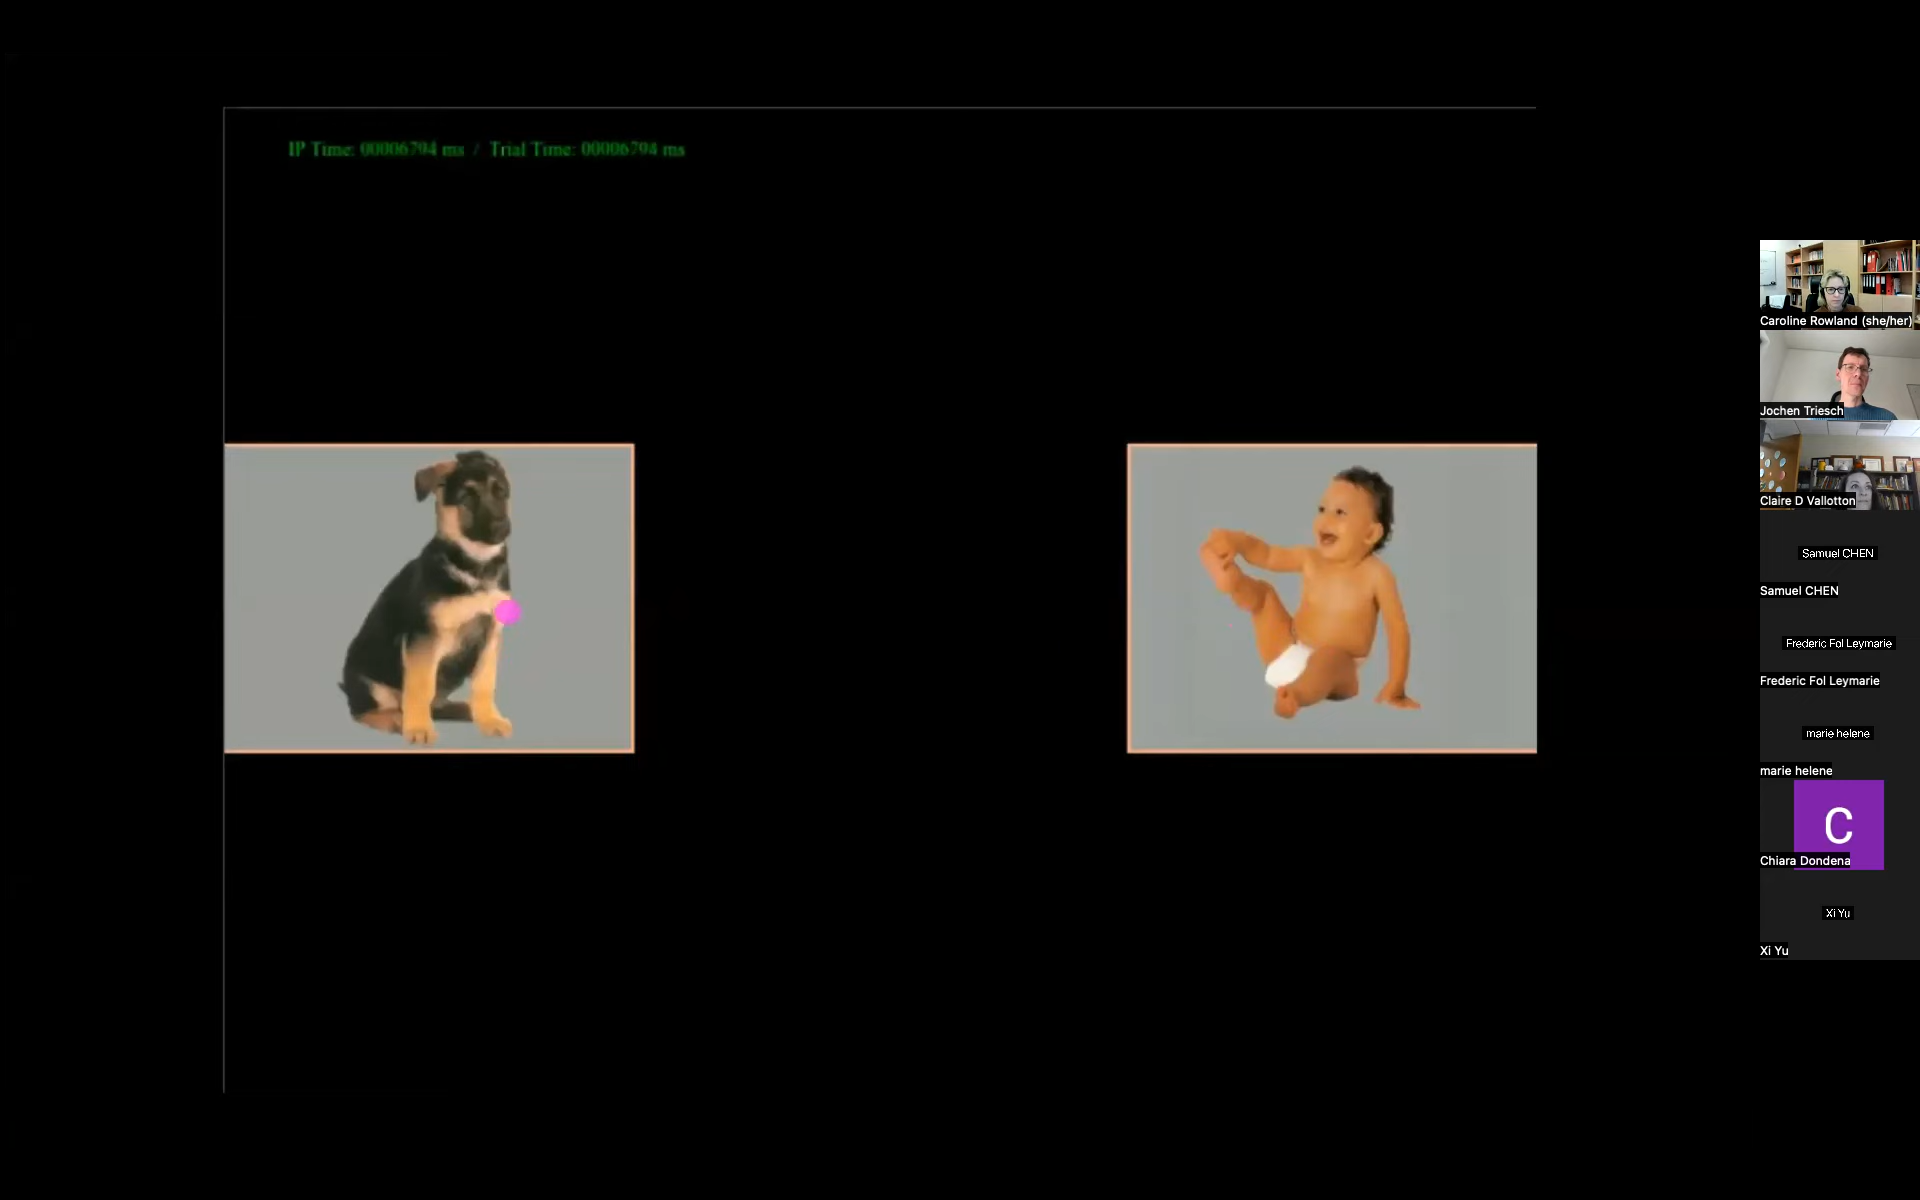 IP Time: 00006794 ms / Trial Time: 00006794 ms
Caroline Rowland (she/her)
Jochen Triesch
Claire D Vallotton
Samuel CHEN
Samuel CHEN
Frederic Fol Leymarie
Frederic Fol Leymarie
marie helene
marie helene
C
Chiara Dondena
Xi Yu
Xi Yu